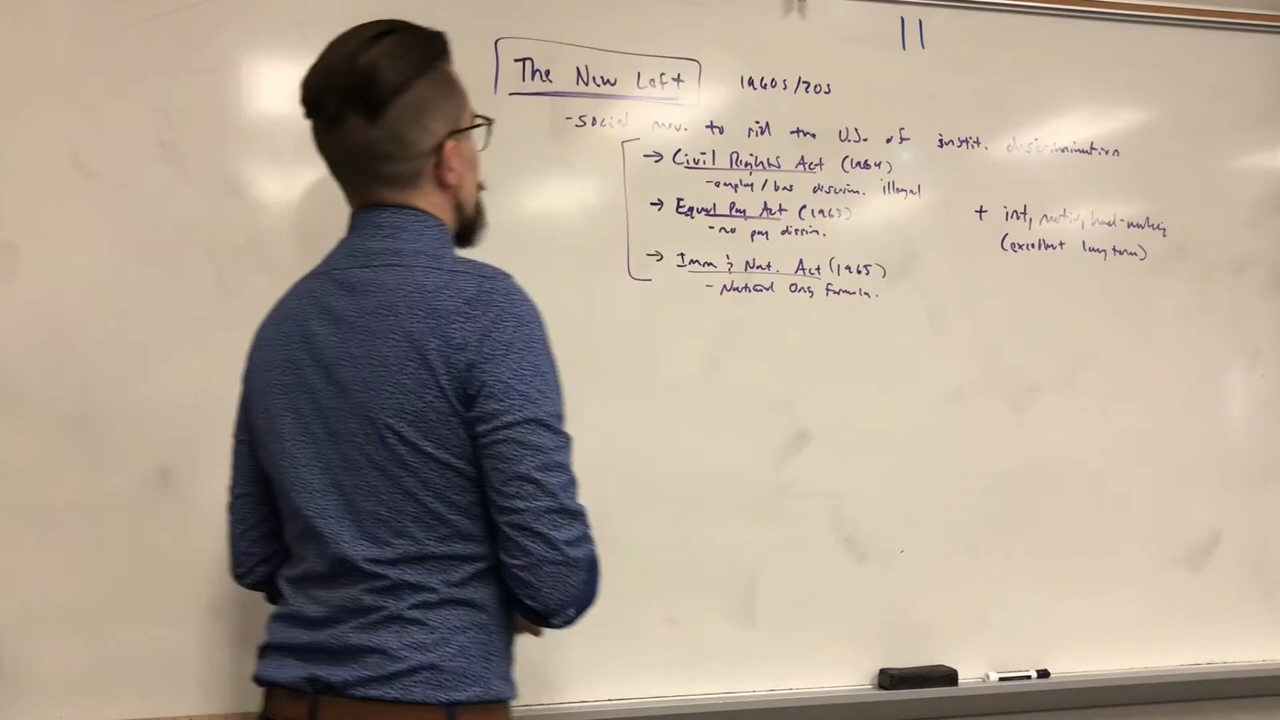 11
The New Left 1960s/70s
-social mov. to rid the U.S. of instit. discrimination
→ Civil Rights Act (1964)
-employ/bus discrim. illegal
→ Equal Pay Act (1963)
-no pay discrim.
→ Imm & Nat. Act (1965)
- National Orig Formula.
+ int, motiv, hard-working
(excellent long term)